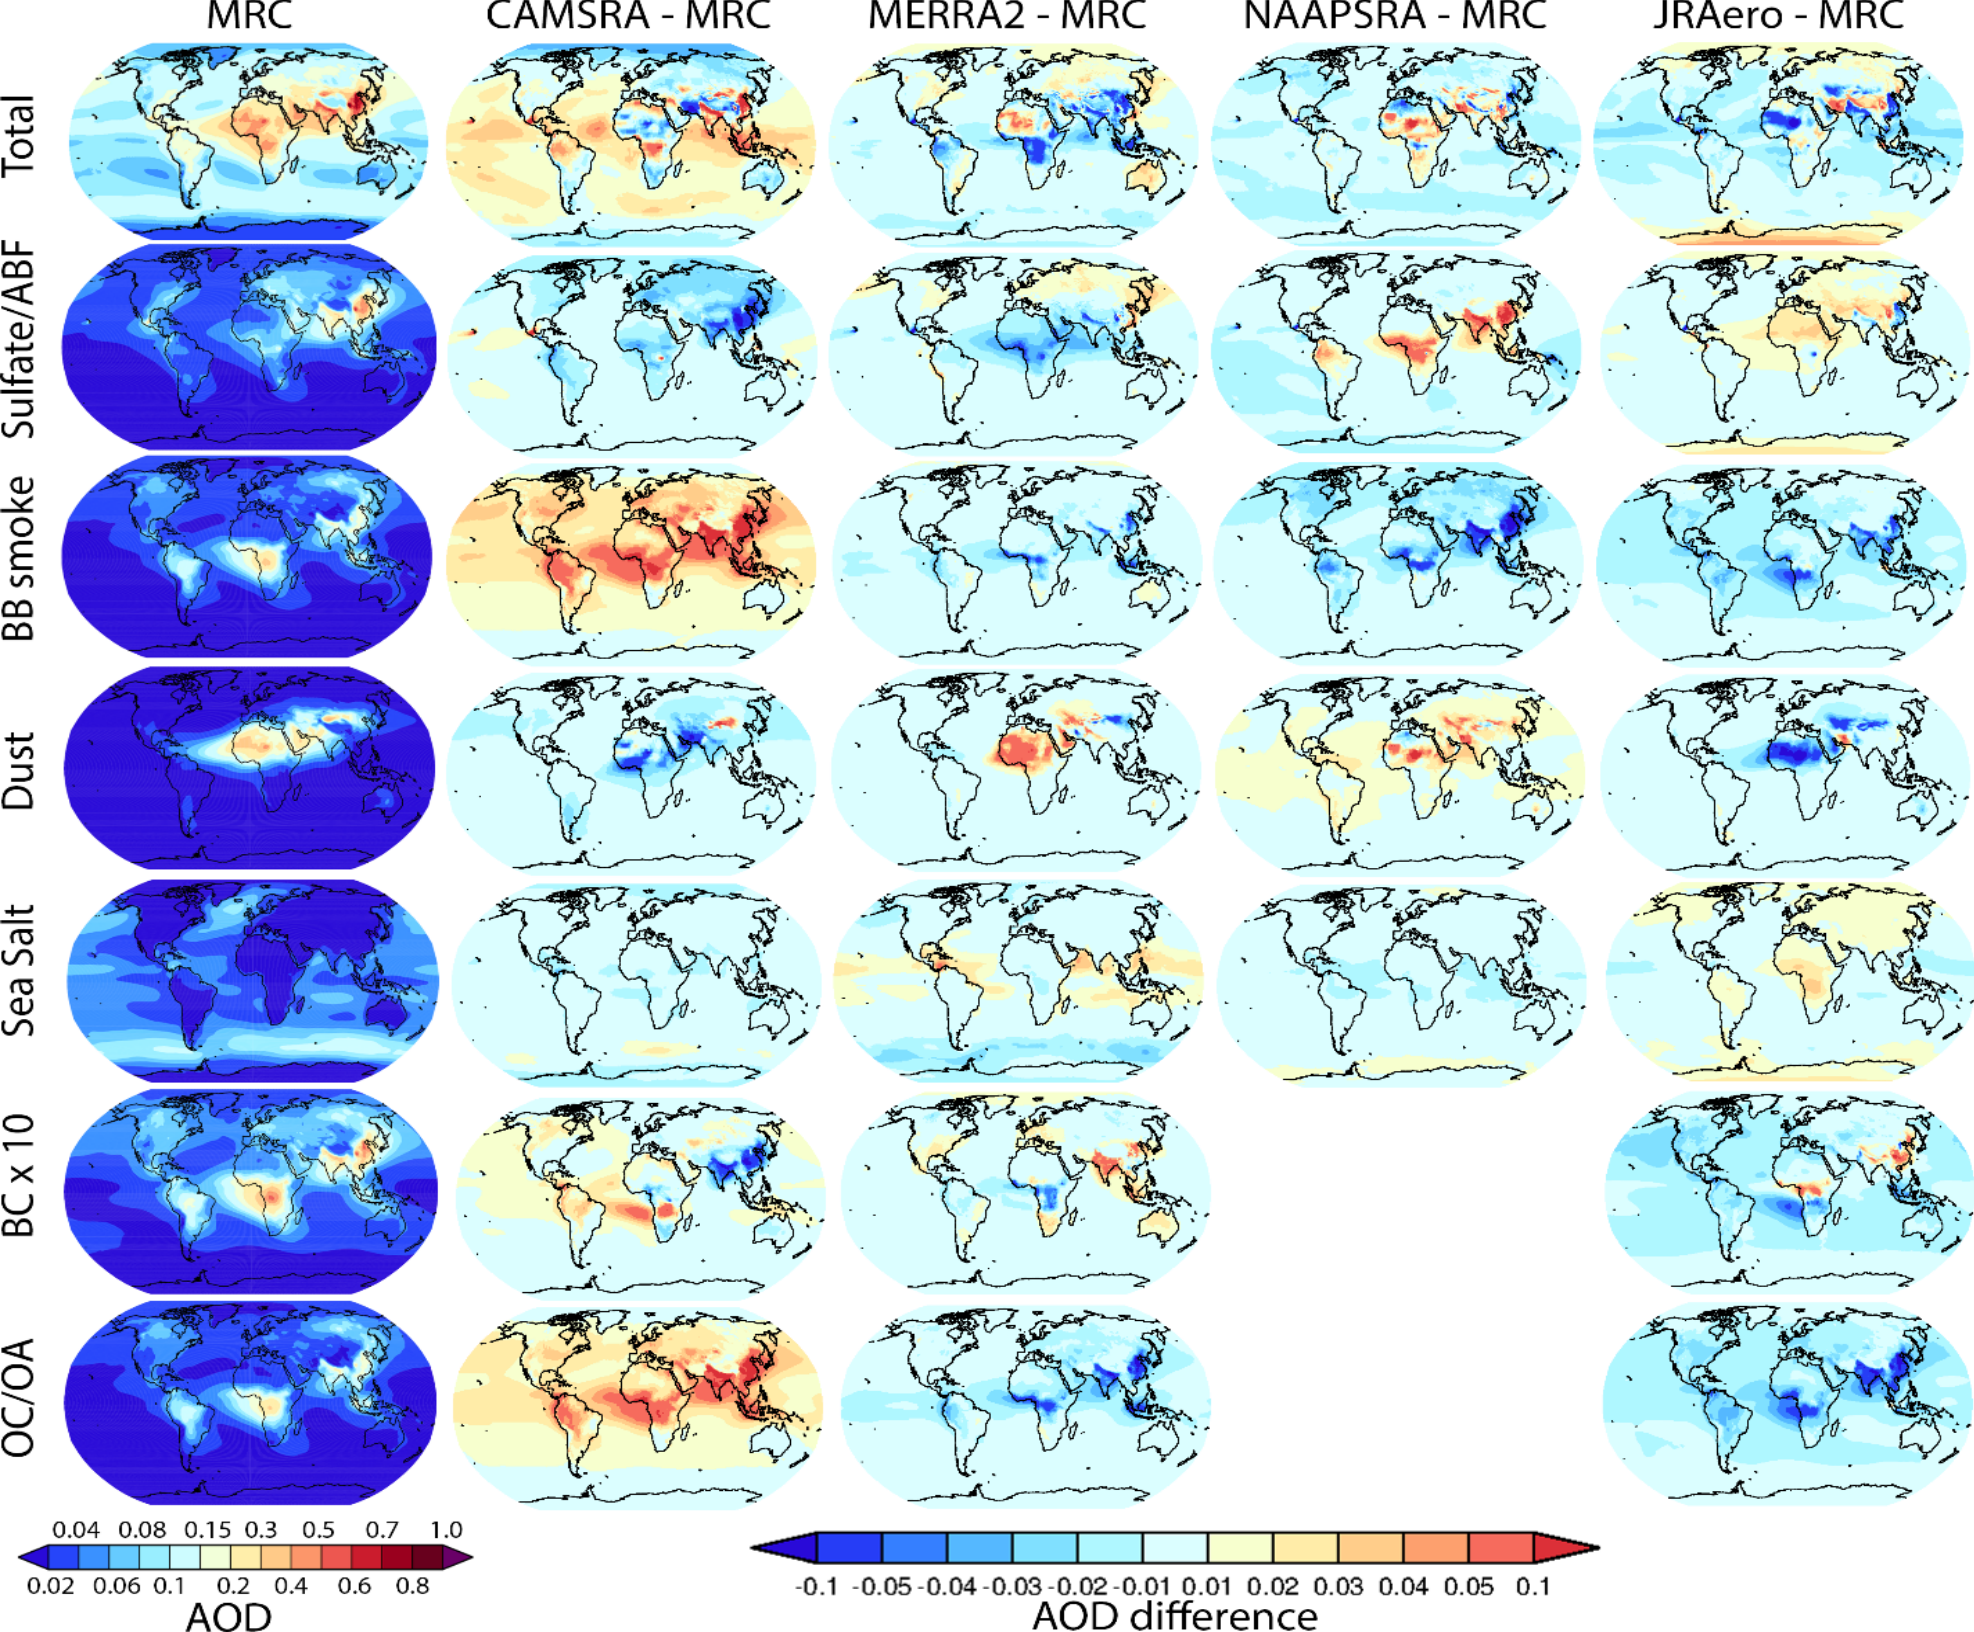 MRC CAMSRA - MRC MERRA2 - MRC NAAPSRA - MRC JRAero - MRC
Total
Sulfate/ABF
BB smoke
Dust
Sea Salt
BC x 10
OC/OA
0.04 0.08 0.15 0.3 0.5 0.7 1.0
0.02 0.06 0.1 0.2 0.4 0.6 0.8
AOD
-0.1 -0.05 -0.04 -0.03 -0.02 -0.01 0.01 0.02 0.03 0.04 0.05 0.1
AOD difference